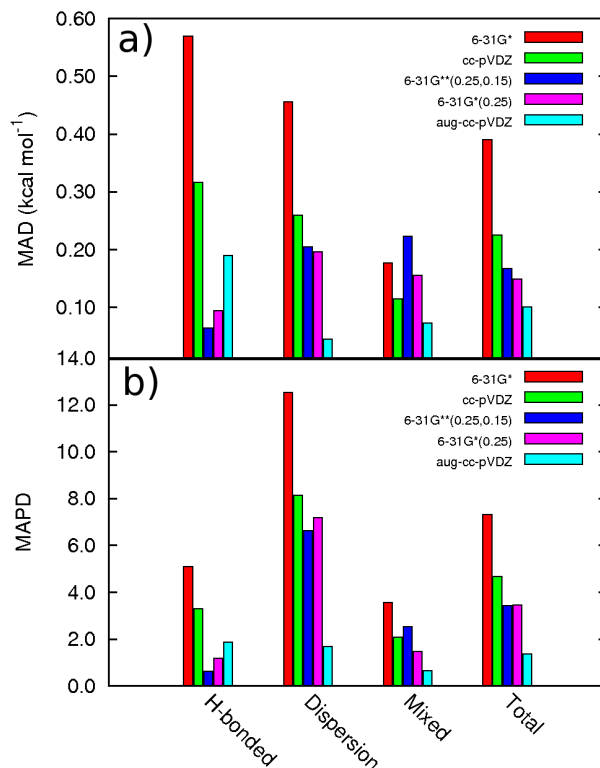 a)
0.60
0.50
0.40
0.30
0.20
0.10
MAD (kcal mol⁻¹)
6-31G*
cc-pVDZ
6-31G**(0.25,0.15)
6-31G*(0.25)
aug-cc-pVDZ
b)
14.0
12.0
10.0
8.0
6.0
4.0
2.0
0.0
MAPD
6-31G*
cc-pVDZ
6-31G**(0.25,0.15)
6-31G*(0.25)
aug-cc-pVDZ
H-bonded
Dispersion
Mixed
Total